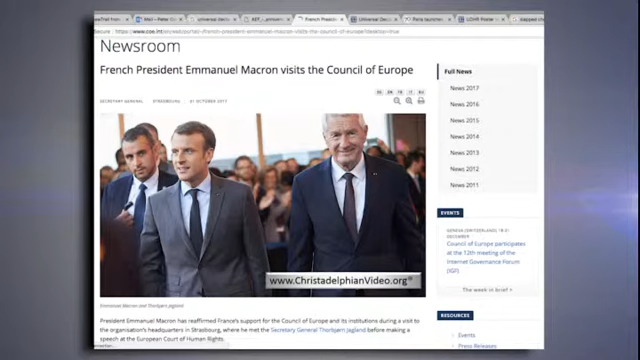 French Preside
Secure
Newsroom
French President Emmanuel Macron visits the Council of Europe
SECRETARY GENERAL STRASBOURG 31 OCTOBER 2017
www.ChristadelphianVideo.org
Emmanuel Macron and Thorbjørn Jagland
President Emmanuel Macron has reaffirmed France's support for the Council of Europe and its institutions during a visit to
the organisation's headquarters in Strasbourg, where he met the Secretary General Thorbjørn Jagland before making a
speech at the European Court of Human Rights.
Full News
News 2017
News 2016
News 2015
News 2014
News 2013
News 2012
News 2011
EVENTS
GENEVA (SWITZERLAND), 18-21
DECEMBER
Council of Europe participates
at the 12th meeting of the
Internet Governance Forum
(IGF)
The week in brief
RESOURCES
Events
Press Releases